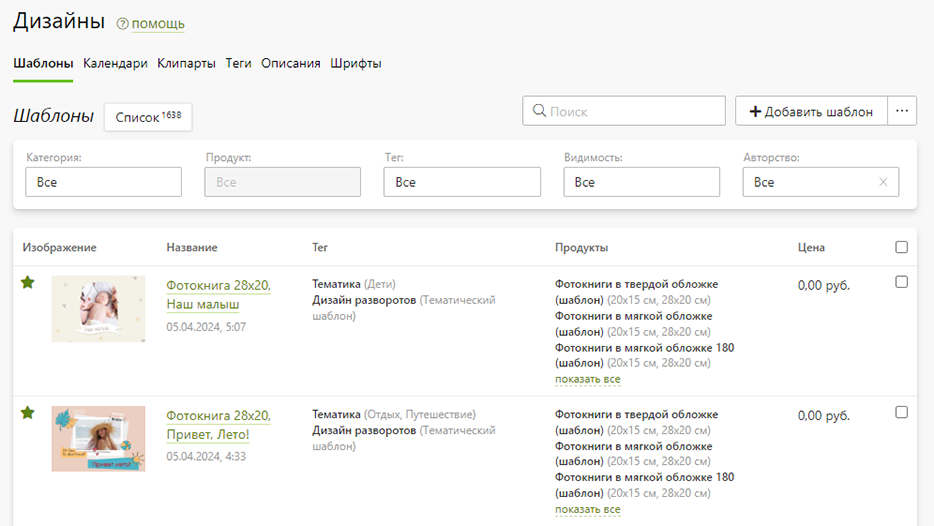 Дизайны ? помощь
Шаблоны Календари Клипарты Теги Описания Шрифты
Шаблоны Список 1638 Поиск + Добавить шаблон ...
Категория: Продукт: Тег: Видимость: Авторство:
Все Все Все Все Все ×
Изображение Название Тег Продукты Цена
Фотокнига 28x20,
Наш малыш
05.04.2024, 5:07
Тематика (Дети)
Дизайн разворотов (Тематический
шаблон)
Фотокниги в твердой обложке
(шаблон) (20x15 см, 28x20 см)
Фотокниги в мягкой обложке
(шаблон) (20x15 см, 28x20 см)
Фотокниги в мягкой обложке 180
(шаблон) (20x15 см, 28x20 см)
показать все
0,00 руб.
Привет лето!
Фотокнига 28x20,
Привет, Лето!
05.04.2024, 4:33
Тематика (Отдых, Путешествие)
Дизайн разворотов (Тематический
шаблон)
Фотокниги в твердой обложке
(шаблон) (20x15 см, 28x20 см)
Фотокниги в мягкой обложке
(шаблон) (20x15 см, 28x20 см)
Фотокниги в мягкой обложке 180
(шаблон) (20x15 см, 28x20 см)
показать все
0,00 руб.